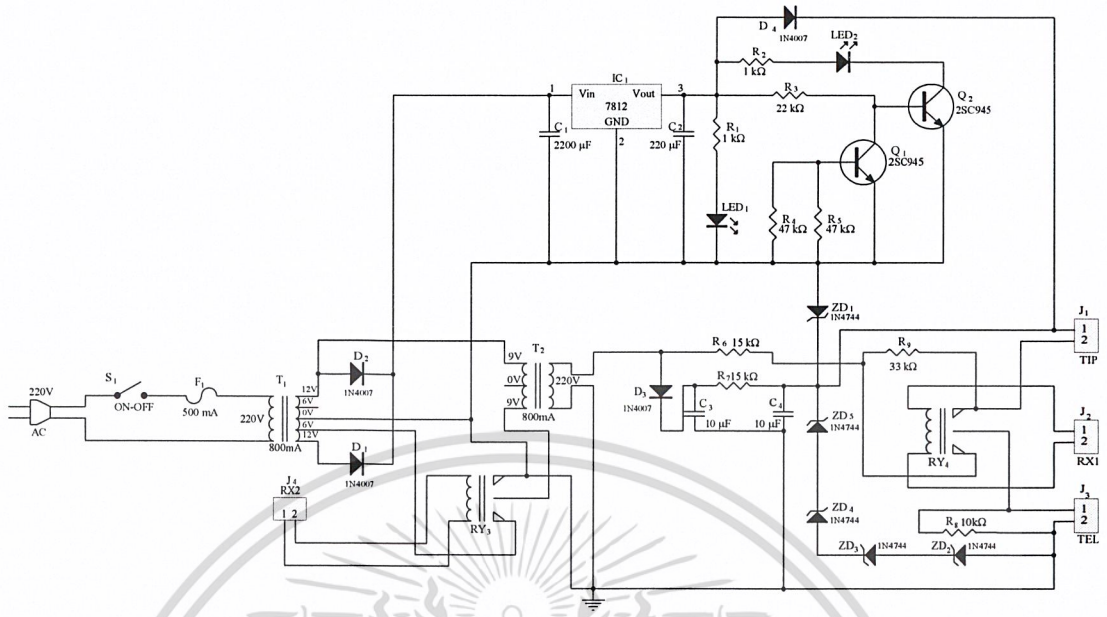 D4
1N4007
LED2
R2
1 kΩ
IC1
1
Vin
Vout
3
7812
GND
2
R3
22 kΩ
Q2
2SC945
C1
2200 µF
C2
220 µF
R1
1 kΩ
Q1
2SC945
LED1
R4
47 kΩ
R5
47 kΩ
ZD1
1N4744
J1
1
2
TIP
T2
9V
0V
9V
220V
800mA
R6 15 kΩ
R9
33 kΩ
D2
1N4007
220V
AC
S1
ON-OFF
F1
500 mA
T1
220V
12V
6V
0V
6V
12V
800mA
D3
1N4007
R7 15 kΩ
C3
10 µF
C4
10 µF
ZD5
1N4744
J2
1
2
RX1
D1
1N4007
RY4
J4
RX2
1 2
RY3
ZD4
1N4744
J3
1
2
TEL
R8 10kΩ
ZD3
1N4744
ZD2
1N4744